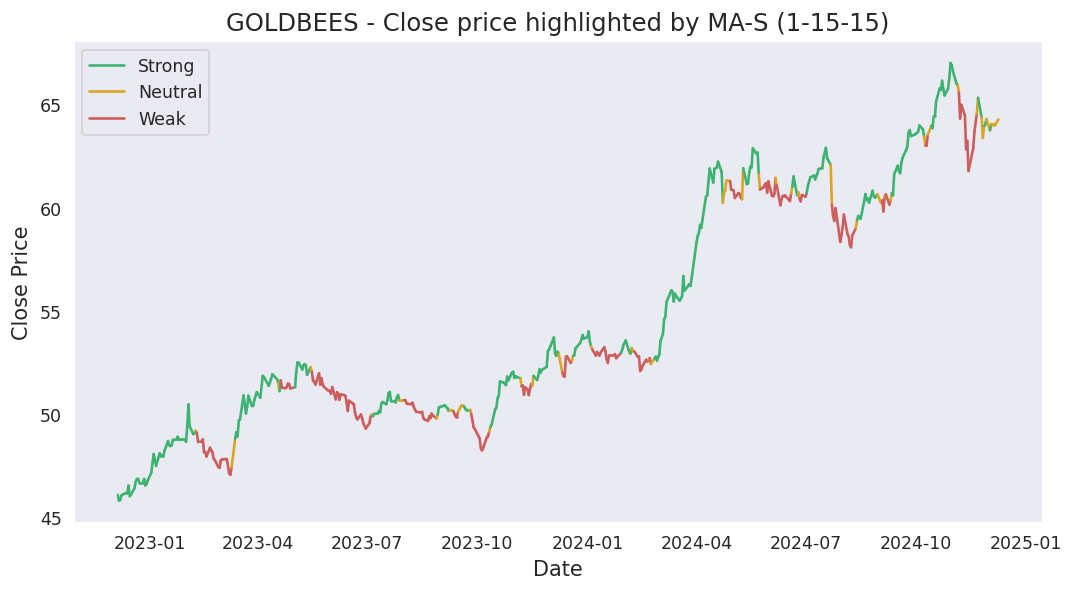 GOLDBEES - Close price highlighted by MA-S (1-15-15)
Strong
Neutral
Weak
Close Price
65
60
55
50
45
2023-01 2023-04 2023-07 2023-10 2024-01 2024-04 2024-07 2024-10 2025-01
Date